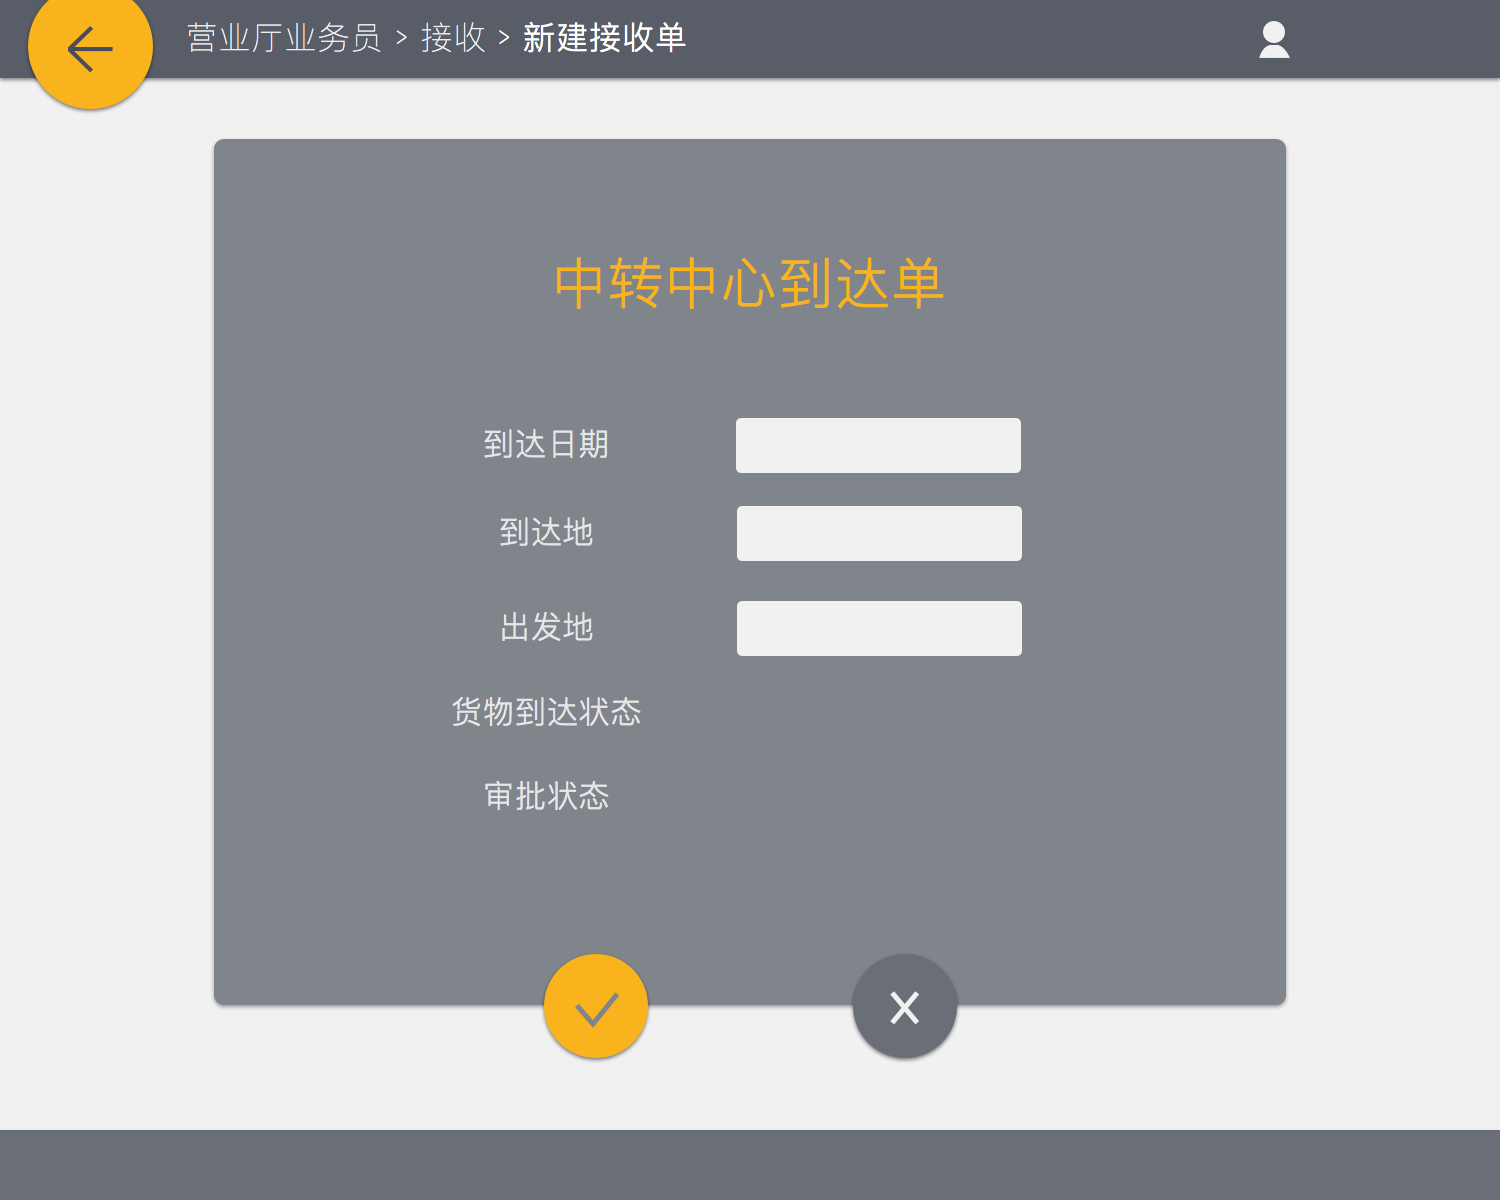 营业厅业务员 > 接收 > 新建接收单
中转中心到达单
到达日期
到达地
出发地
货物到达状态
审批状态